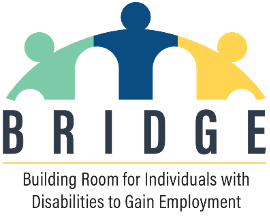 BRIDGE
Building Room for Individuals with
Disabilities to Gain Employment